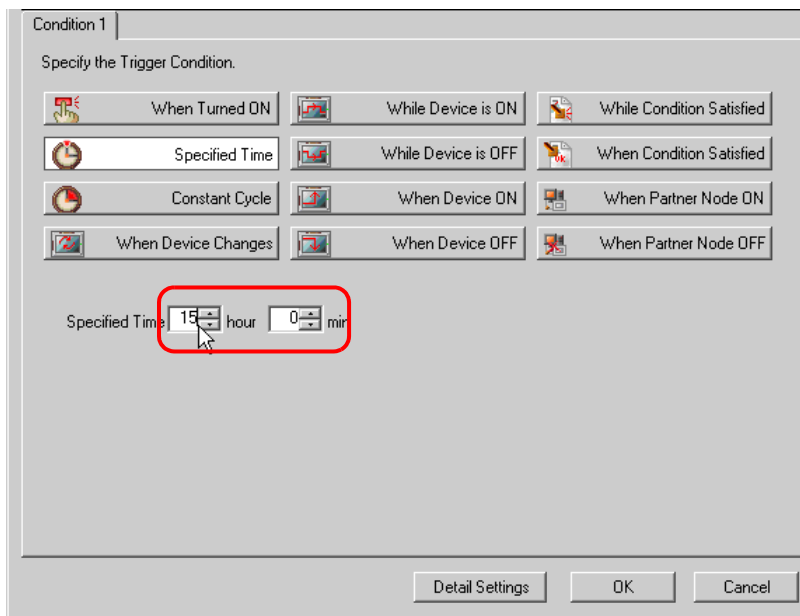 Condition 1
Specify the Trigger Condition.
When Turned ON While Device is ON While Condition Satisfied
Specified Time While Device is OFF When Condition Satisfied
Constant Cycle When Device ON When Partner Node ON
When Device Changes When Device OFF When Partner Node OFF
Specified Time 15 hour 0 min
Detail Settings OK Cancel